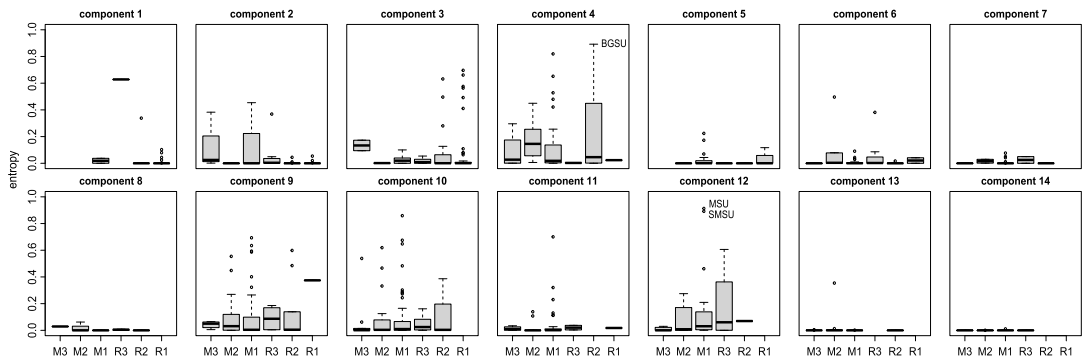 component 1 component 2 component 3 component 4 component 5 component 6 component 7
1.0
0.8
0.6
0.4
0.2
0.0
BGSU
entropy
component 8 component 9 component 10 component 11 component 12 component 13 component 14
1.0
0.8
0.6
0.4
0.2
0.0
MSU
SMSU
M3 M2 M1 R3 R2 R1 M3 M2 M1 R3 R2 R1 M3 M2 M1 R3 R2 R1 M3 M2 M1 R3 R2 R1 M3 M2 M1 R3 R2 R1 M3 M2 M1 R3 R2 R1 M3 M2 M1 R3 R2 R1